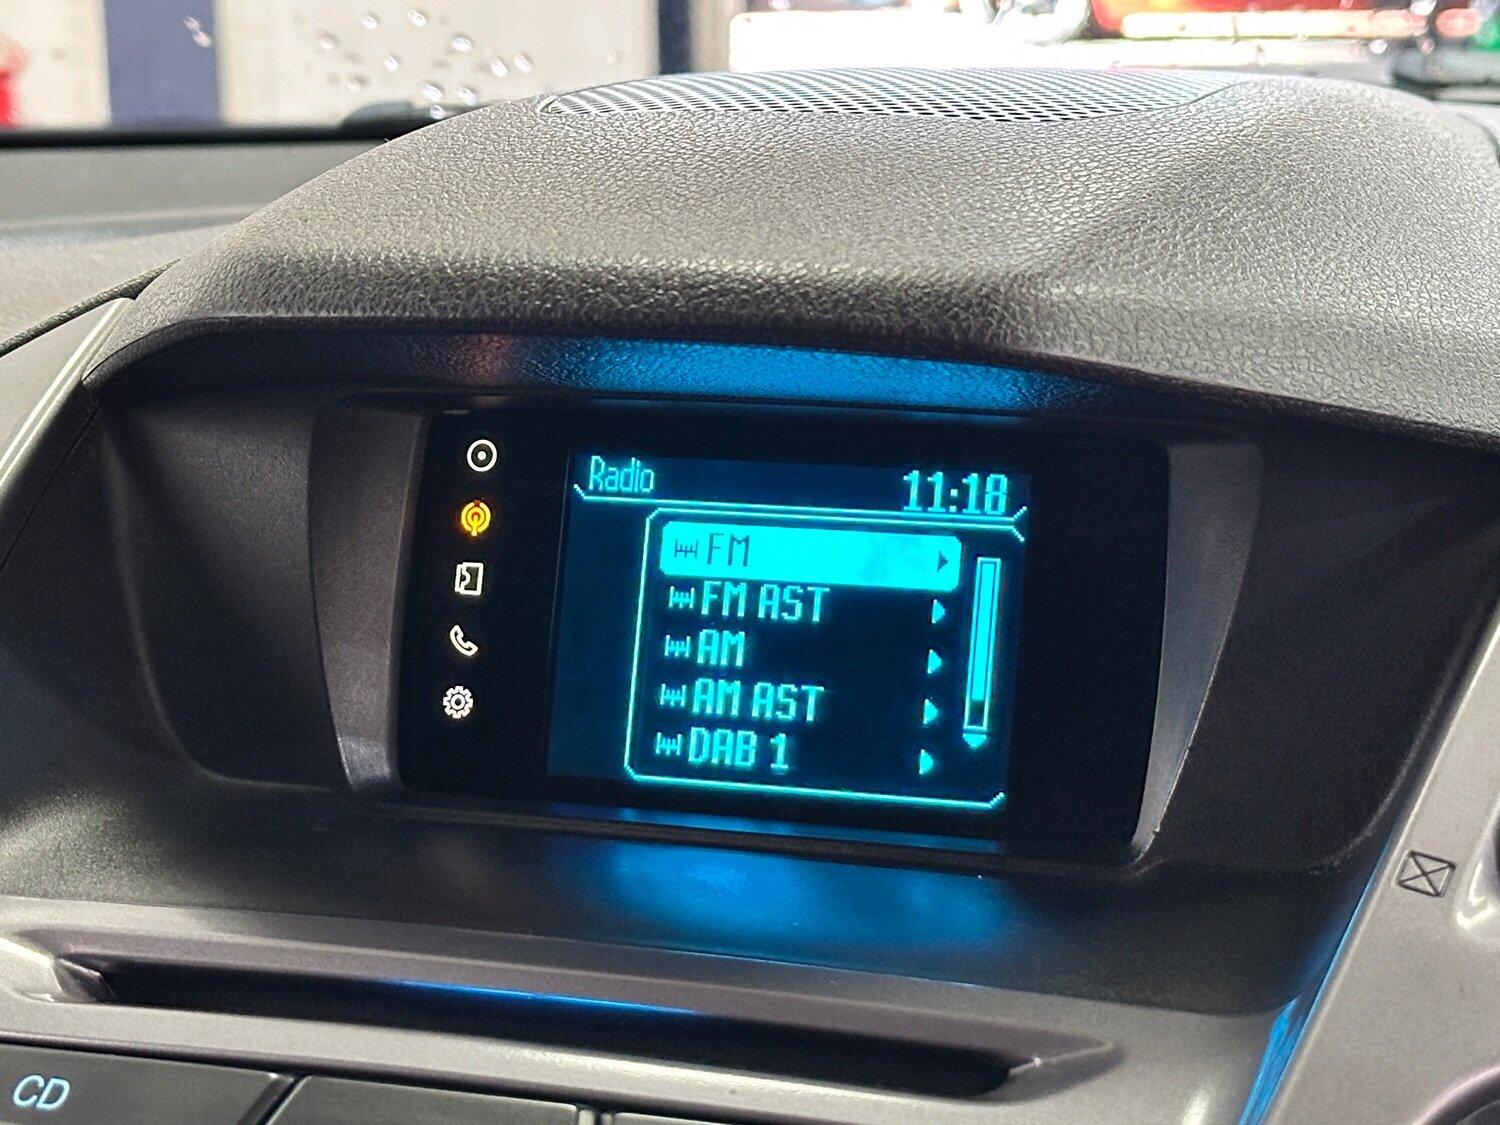 Radio
11:18
FM
FM AST
AM
AM AST
DAB 1
CD